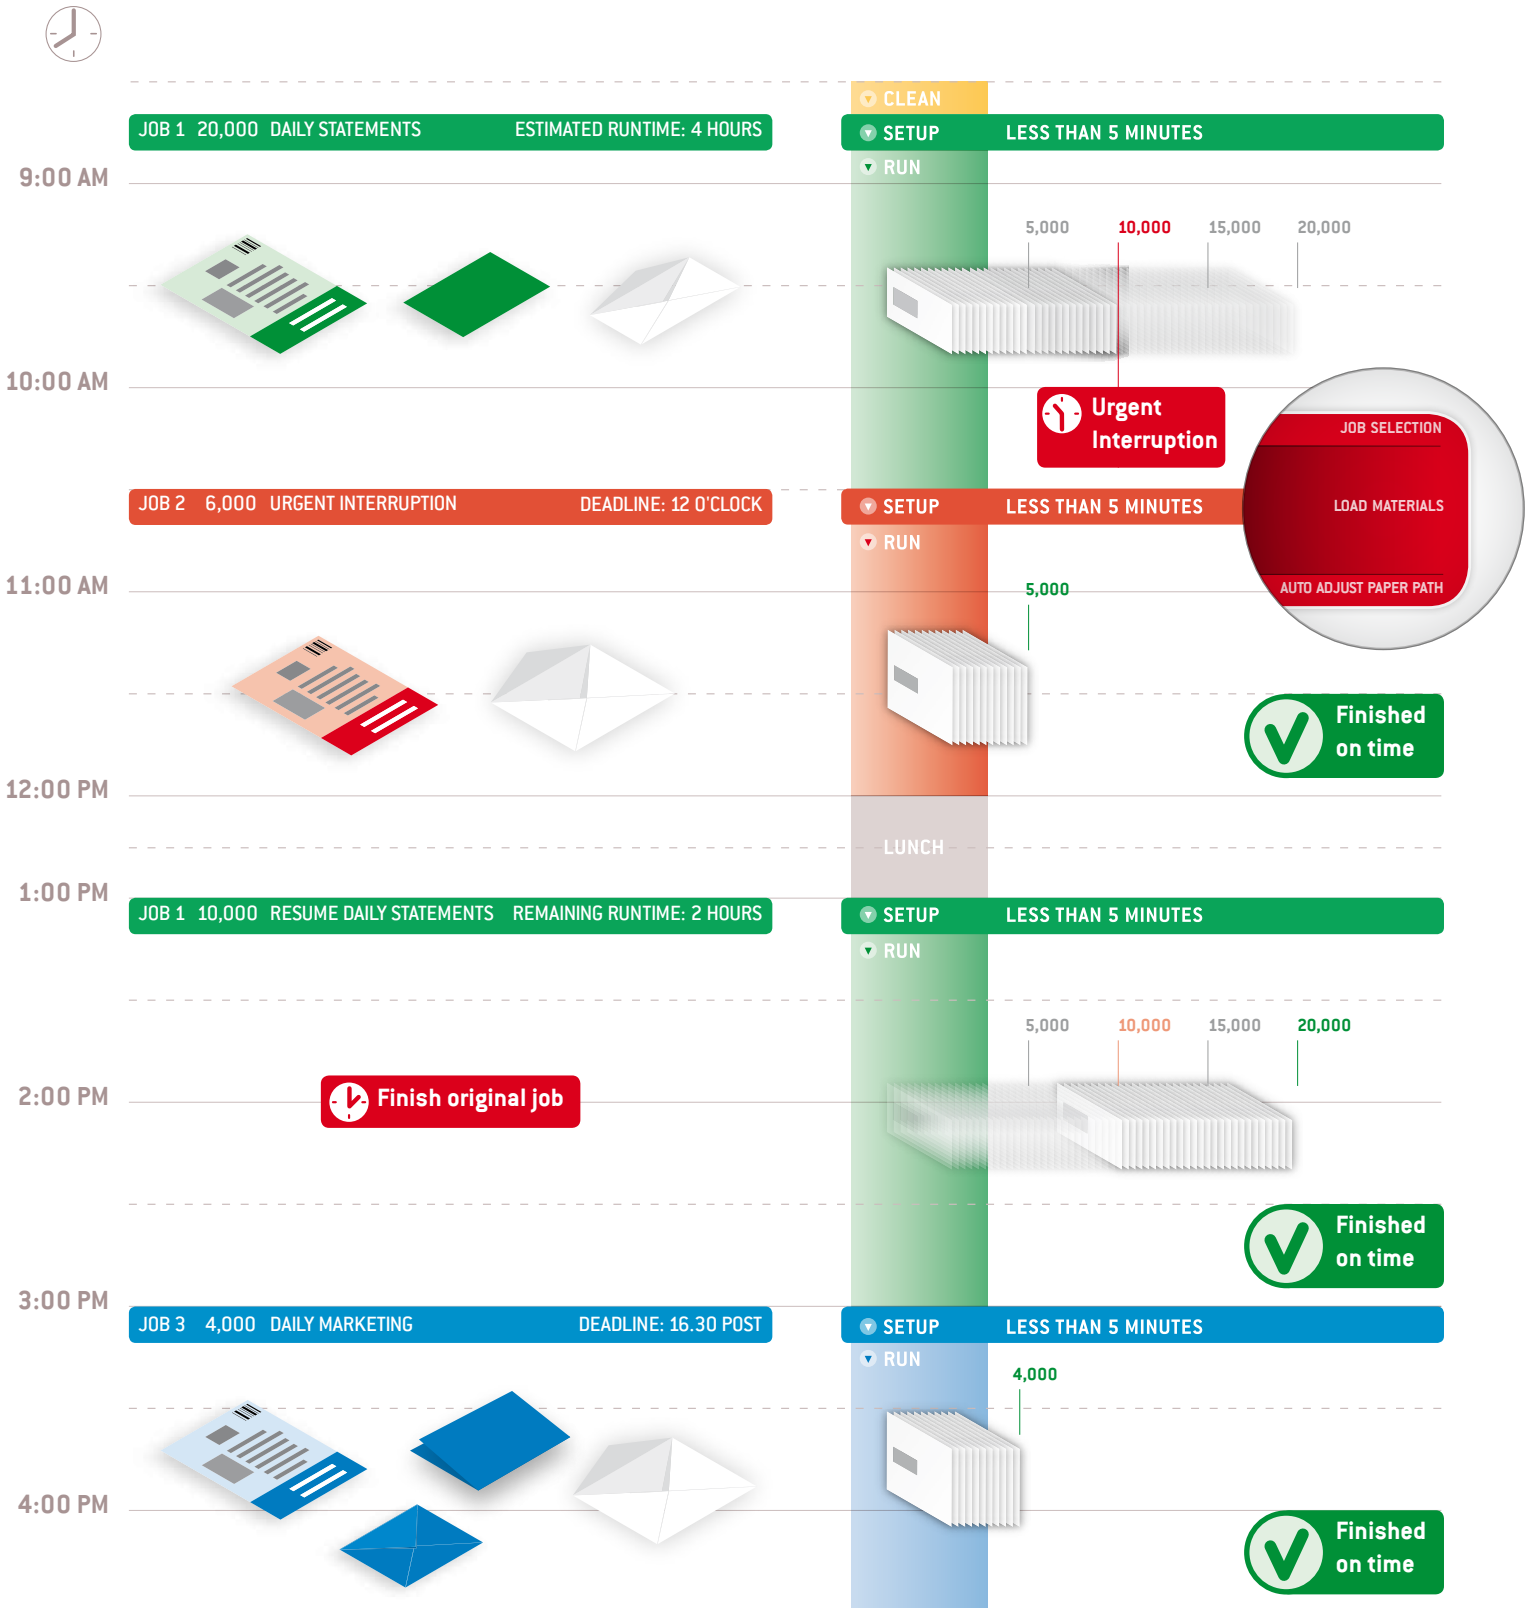 CLEAN
JOB 1 20,000 DAILY STATEMENTS ESTIMATED RUNTIME: 4 HOURS
SETUP LESS THAN 5 MINUTES
RUN
9:00 AM
5,000 10,000 15,000 20,000
10:00 AM
Urgent
Interruption
JOB SELECTION
LOAD MATERIALS
AUTO ADJUST PAPER PATH
JOB 2 6,000 URGENT INTERRUPTION DEADLINE: 12 O'CLOCK
SETUP LESS THAN 5 MINUTES
RUN
11:00 AM
5,000
Finished
on time
12:00 PM
LUNCH
1:00 PM
JOB 1 10,000 RESUME DAILY STATEMENTS REMAINING RUNTIME: 2 HOURS
SETUP LESS THAN 5 MINUTES
RUN
5,000 10,000 15,000 20,000
2:00 PM
Finish original job
Finished
on time
3:00 PM
JOB 3 4,000 DAILY MARKETING DEADLINE: 16.30 POST
SETUP LESS THAN 5 MINUTES
RUN
4,000
4:00 PM
Finished
on time